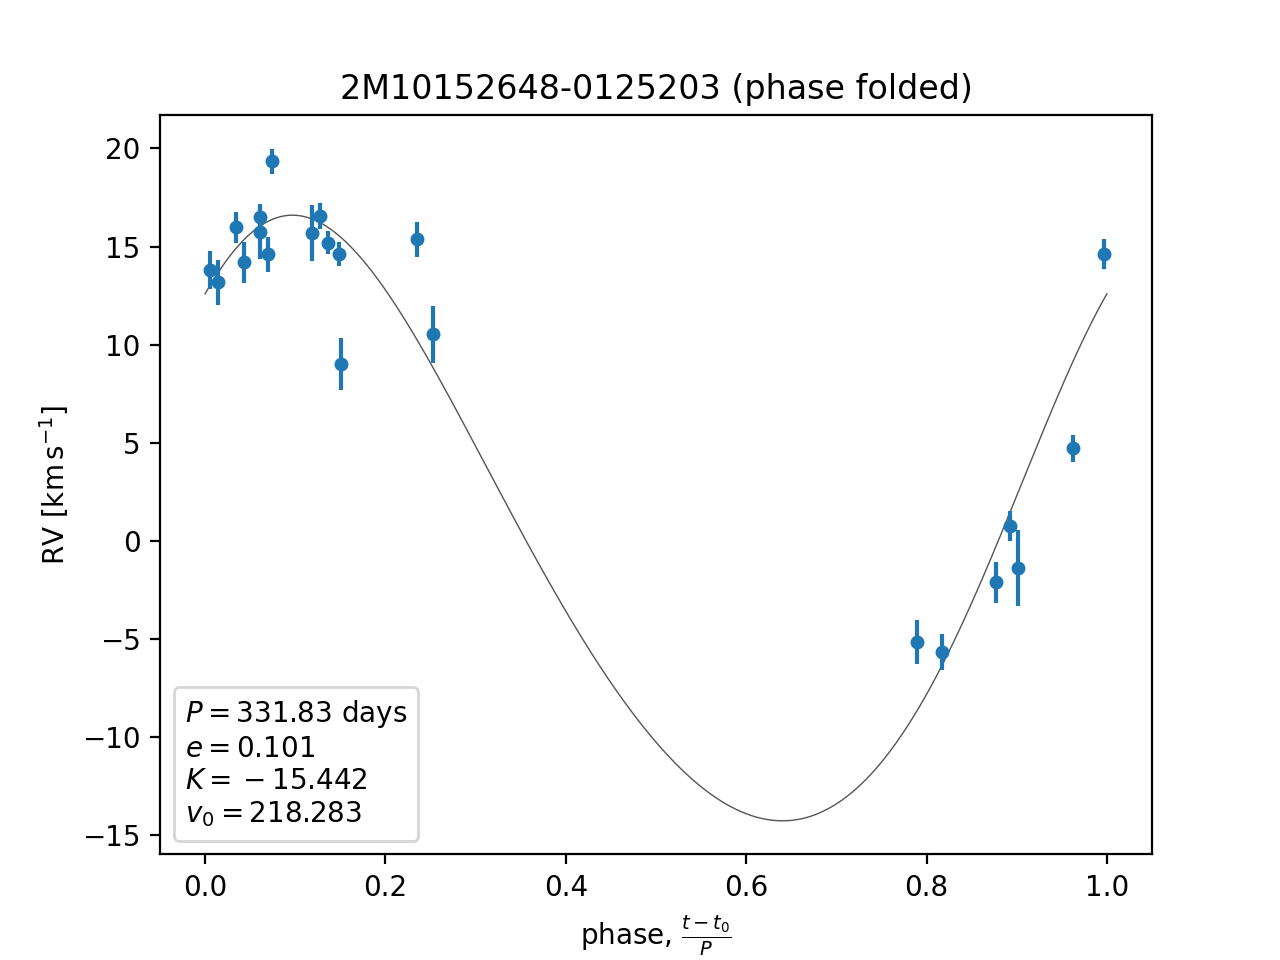 2M10152648-0125203 (phase folded)
20
15
10
5
0
−5
−10
−15
RV [km s⁻¹]
P = 331.83 days
e = 0.101
K = −15.442
v₀ = 218.283
0.0 0.2 0.4 0.6 0.8 1.0
phase, (t − t₀)/P